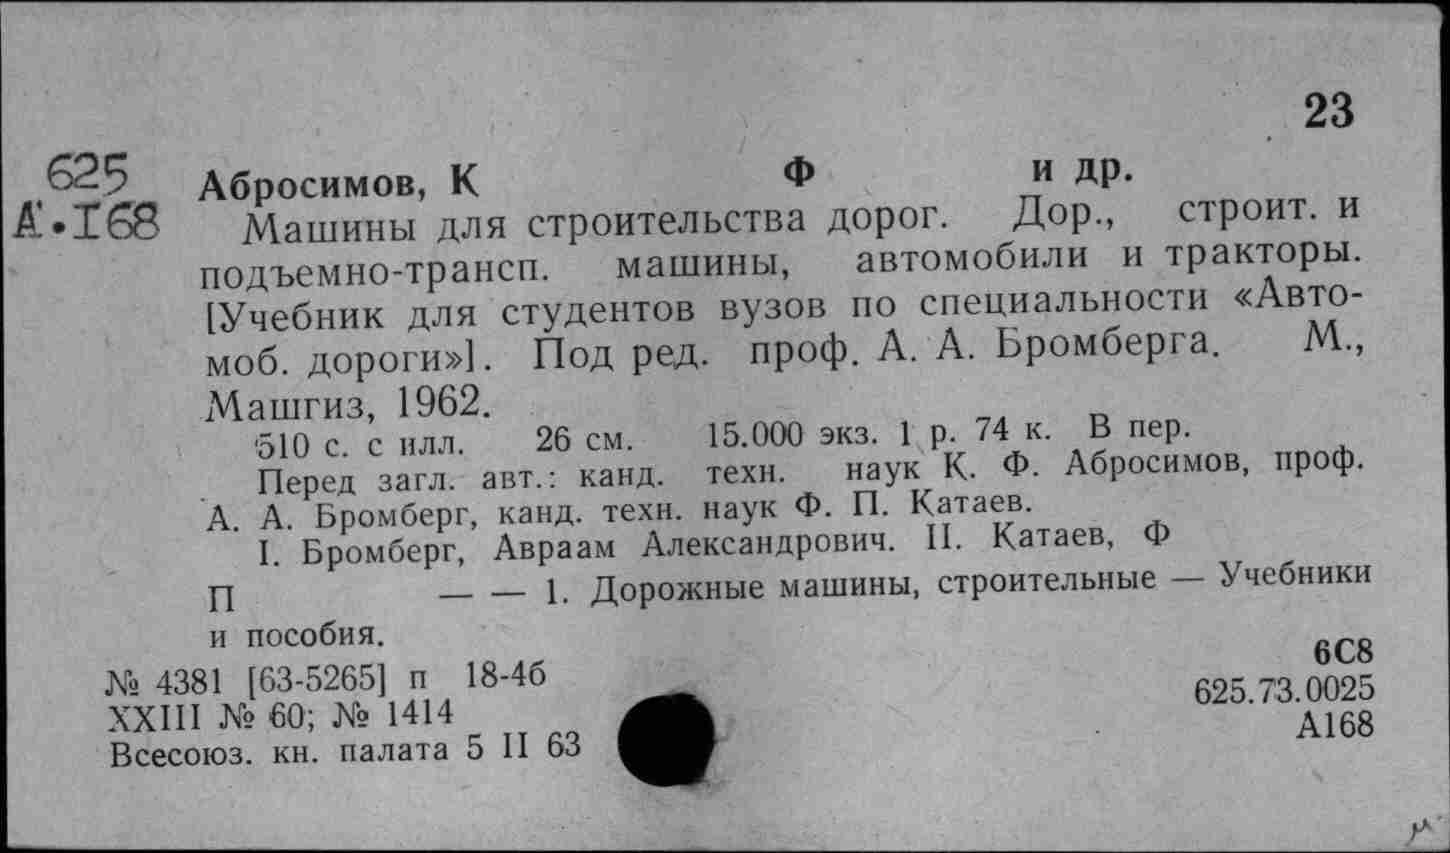 23
625 Абросимов, К Ф и др.
А.I68 Машины для строительства дорог. Дор., строит. и
подъемно-трансп. машины, автомобили и тракторы.
[Учебник для студентов вузов по специальности «Авто-
моб. дороги»]. Под ред. проф. А. А. Бромберга. М.,
Машгиз, 1962.
510 с. с илл. 26 см. 15.000 экз. 1 р. 74 к. В пер.
Перед загл. авт.: канд. техн. наук К. Ф. Абросимов, проф.
А. А. Бромберг, канд. техн. наук Ф. П. Катаев.
I. Бромберг, Авраам Александрович. II. Катаев, Ф
П — — 1. Дорожные машины, строительные — Учебники
и пособия.
6С8
№ 4381 [63-5265] п 18-4б
625.73.0025
XXIII № 60; № 1414
А168
Всесоюз. кн. палата 5 II 63